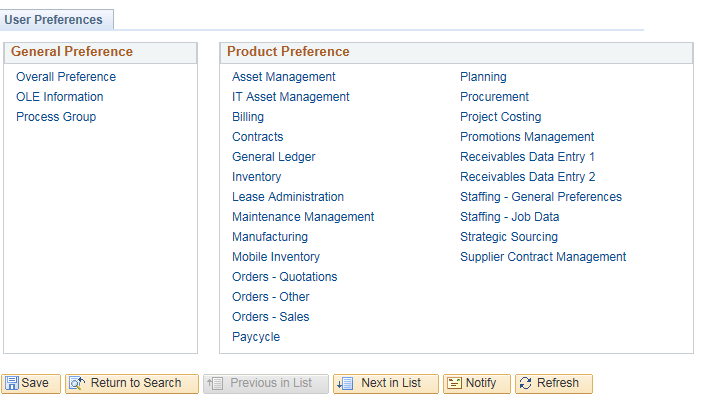 User Preferences
General Preference
Overall Preference
OLE Information
Process Group
Product Preference
Asset Management
IT Asset Management
Billing
Contracts
General Ledger
Inventory
Lease Administration
Maintenance Management
Manufacturing
Mobile Inventory
Orders - Quotations
Orders - Other
Orders - Sales
Paycycle
Planning
Procurement
Project Costing
Promotions Management
Receivables Data Entry 1
Receivables Data Entry 2
Staffing - General Preferences
Staffing - Job Data
Strategic Sourcing
Supplier Contract Management
Save Return to Search Previous in List Next in List Notify Refresh